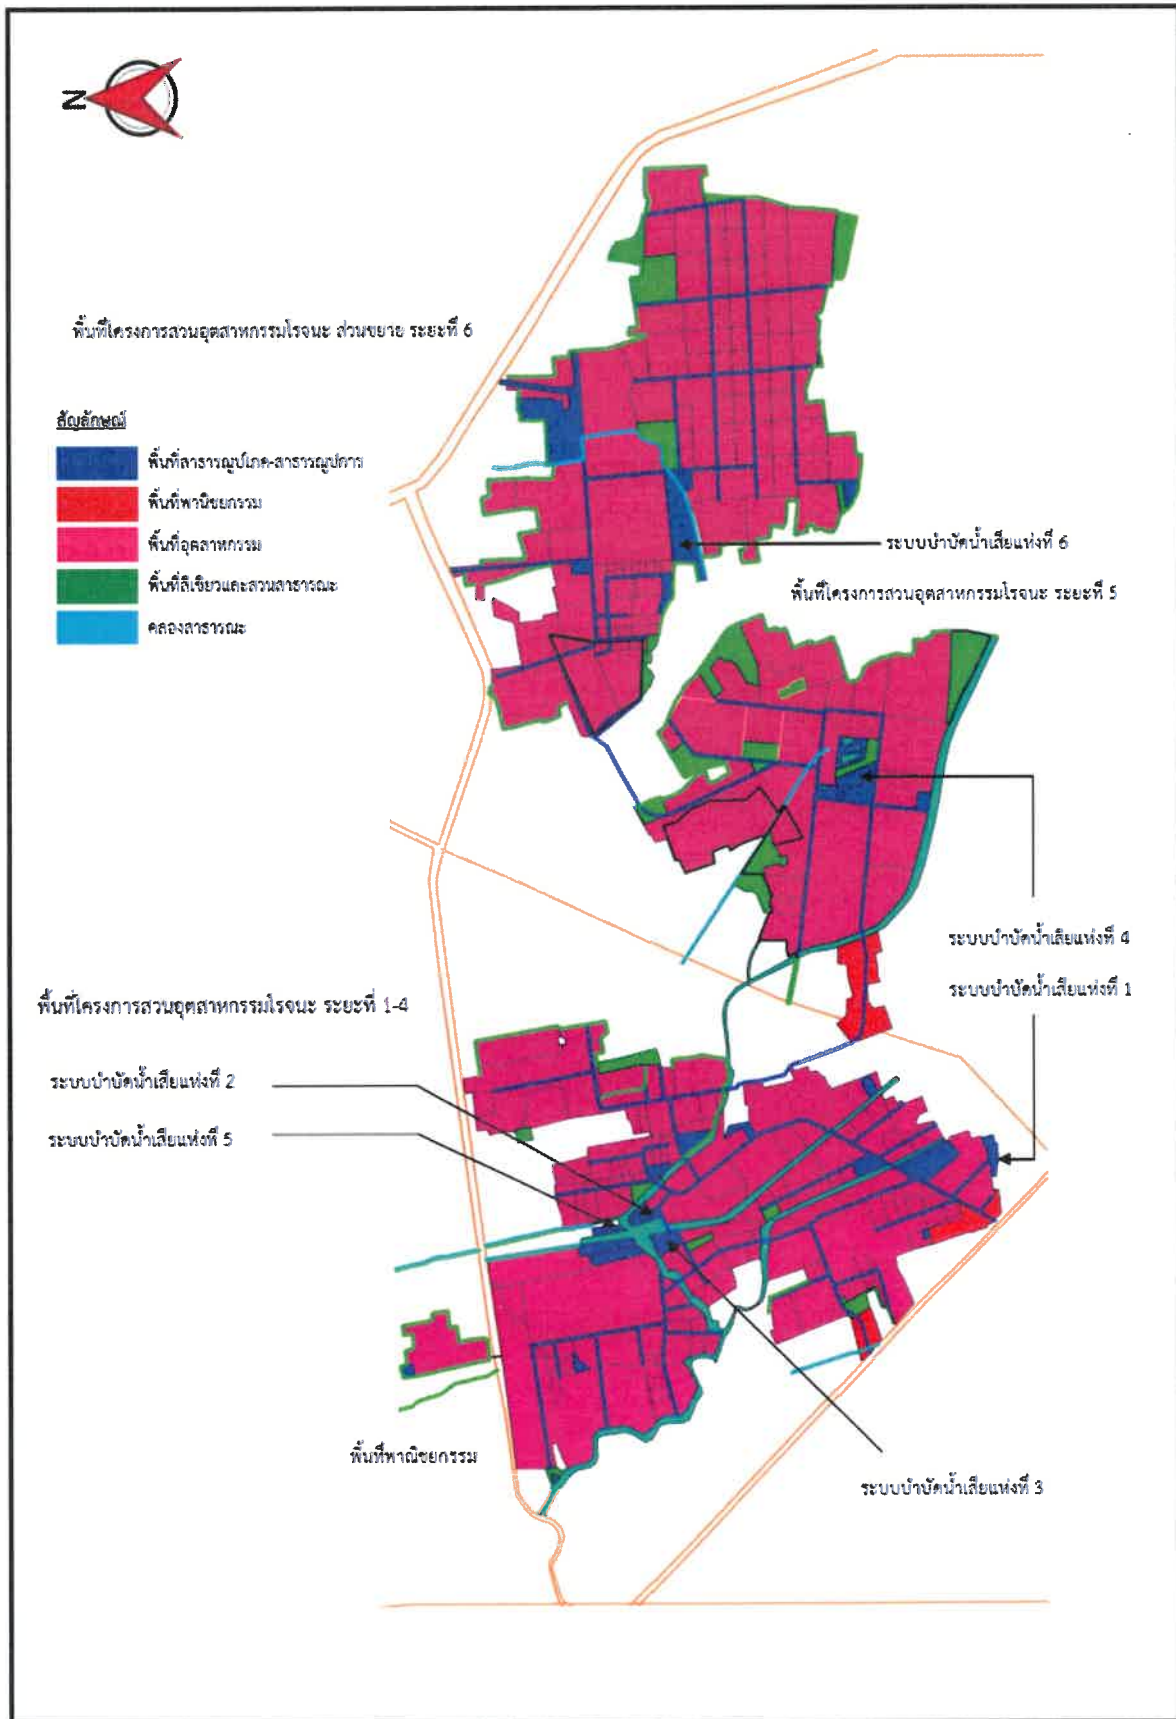 N
พื้นที่โครงการสวนอุตสาหกรรมโรจนะ ส่วนขยาย ระยะที่ 6
สัญลักษณ์
พื้นที่สาธารณูปโภค-สาธารณูปการ
พื้นที่พานิชยกรรม
พื้นที่อุตสาหกรรม
พื้นที่สีเขียวและสวนสาธารณะ
คลองสาธารณะ
ระบบบำบัดน้ำเสียแห่งที่ 6
พื้นที่โครงการสวนอุตสาหกรรมโรจนะ ระยะที่ 5
ระบบบำบัดน้ำเสียแห่งที่ 4
ระบบบำบัดน้ำเสียแห่งที่ 1
พื้นที่โครงการสวนอุตสาหกรรมโรจนะ ระยะที่ 1-4
ระบบบำบัดน้ำเสียแห่งที่ 2
ระบบบำบัดน้ำเสียแห่งที่ 5
พื้นที่พาณิชยกรรม
ระบบบำบัดน้ำเสียแห่งที่ 3